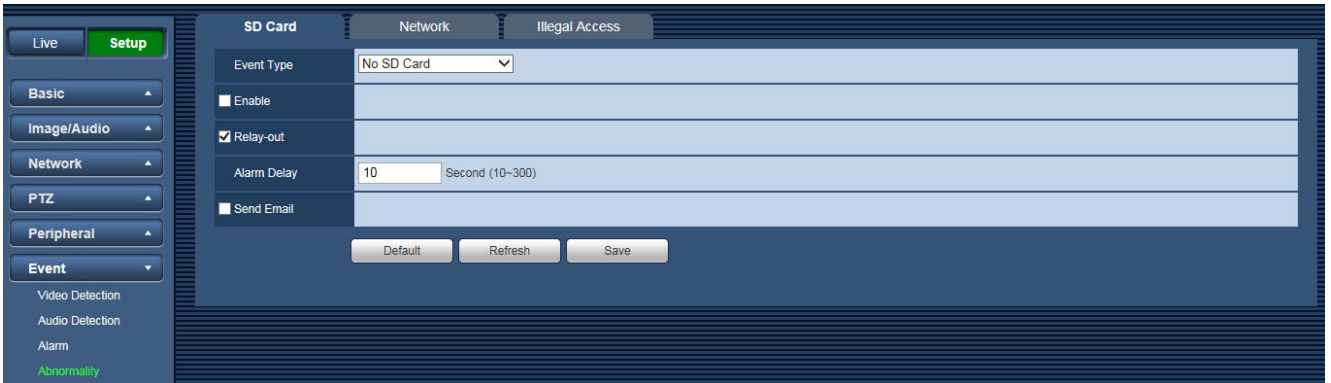 Live Setup
Basic
Image/Audio
Network
PTZ
Peripheral
Event
Video Detection
Audio Detection
Alarm
Abnormality
SD Card Network Illegal Access
Event Type No SD Card
Enable
Relay-out
Alarm Delay 10 Second (10~300)
Send Email
Default Refresh Save